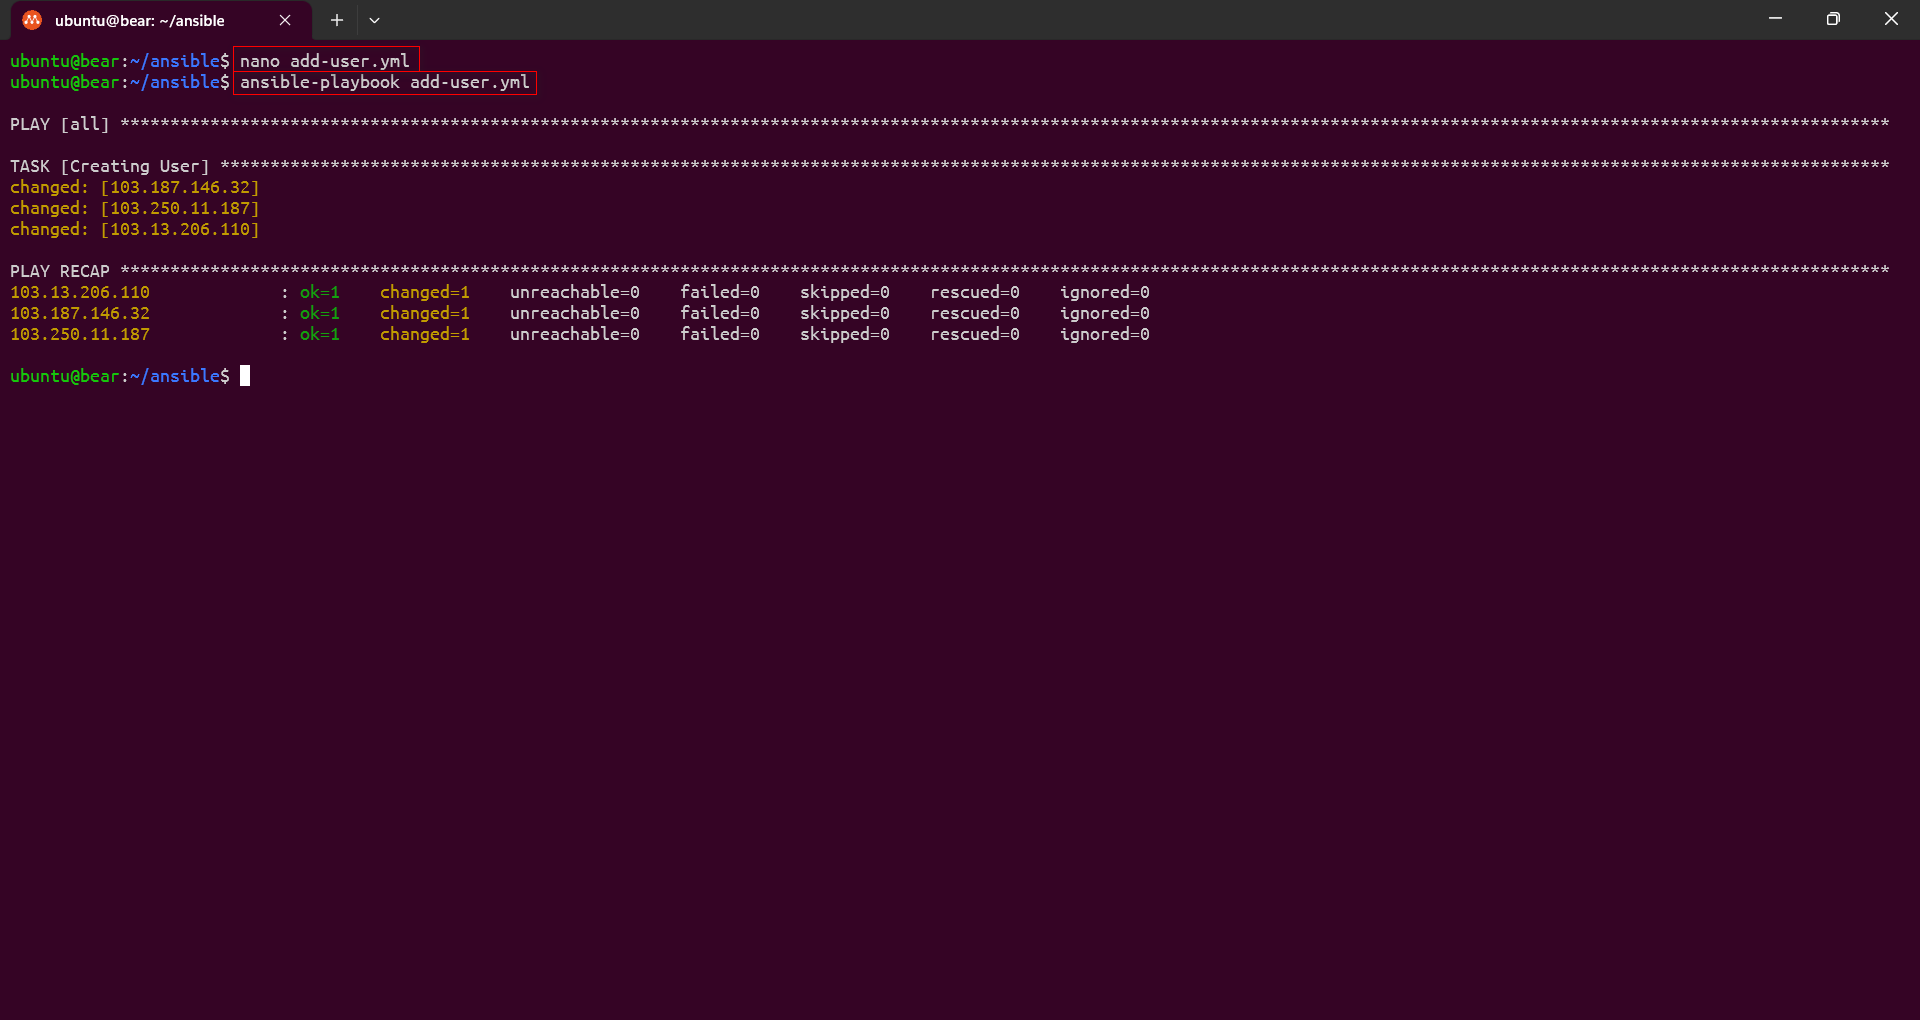 ubuntu@bear: ~/ansible
ubuntu@bear:~/ansible$ nano add-user.yml
ubuntu@bear:~/ansible$ ansible-playbook add-user.yml
PLAY [all] *********************************************************************************************************************************************************************************
TASK [Creating User] ***********************************************************************************************************************************************************************
changed: [103.187.146.32]
changed: [103.250.11.187]
changed: [103.13.206.110]
PLAY RECAP *********************************************************************************************************************************************************************************
103.13.206.110             : ok=1    changed=1    unreachable=0    failed=0    skipped=0    rescued=0    ignored=0
103.187.146.32             : ok=1    changed=1    unreachable=0    failed=0    skipped=0    rescued=0    ignored=0
103.250.11.187             : ok=1    changed=1    unreachable=0    failed=0    skipped=0    rescued=0    ignored=0
ubuntu@bear:~/ansible$